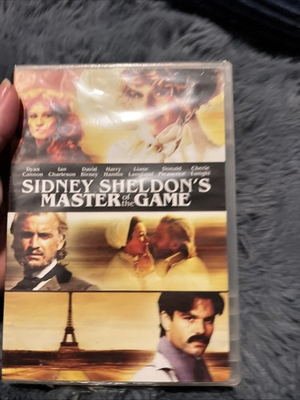 Dyan Ian David Harry Liane Donald Cherie
Cannon Charleson Birney Hamlin Langland Pleasence Lunghi
SIDNEY SHELDON'S
MASTER of the GAME